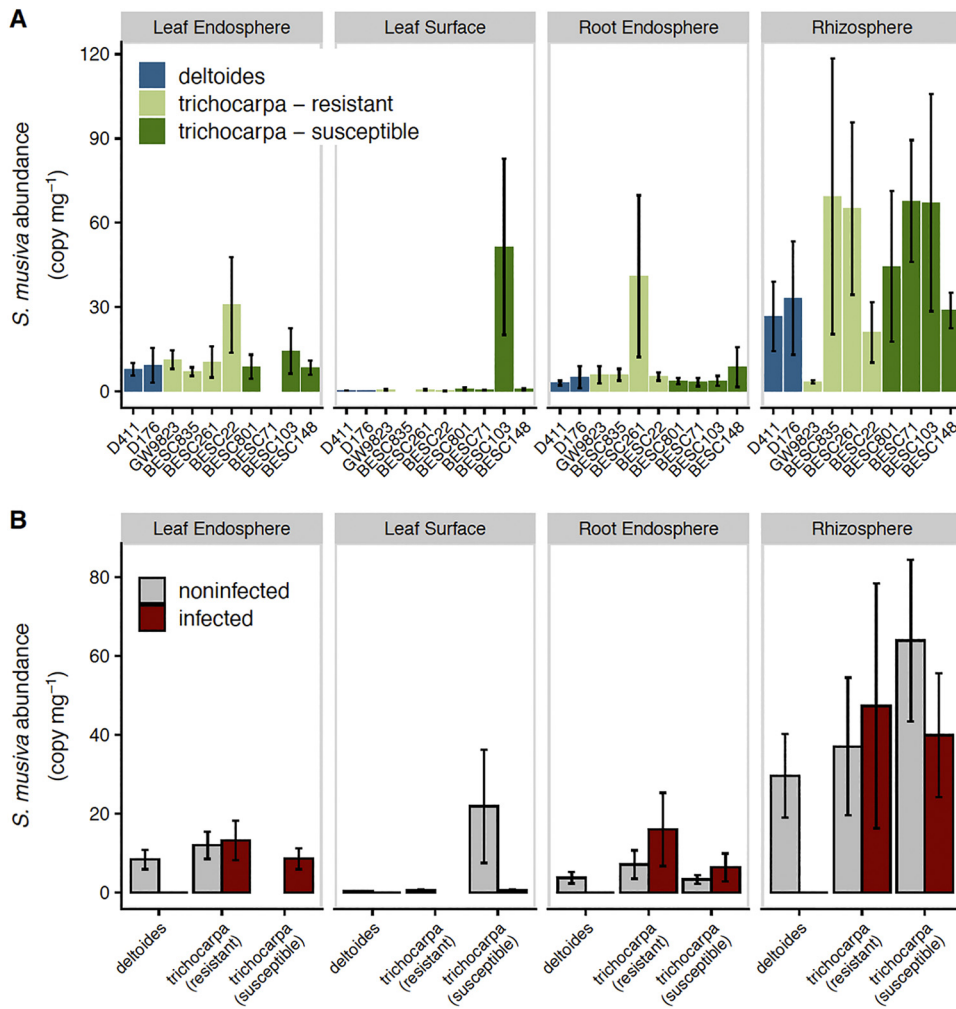 A
Leaf Endosphere
Leaf Surface
Root Endosphere
Rhizosphere
S. musiva abundance
(copy mg−1)
120
90
60
30
0
deltoides
trichocarpa – resistant
trichocarpa – susceptible
D411
D176
GW9823
BESC835
BESC261
BESC22
BESC801
BESC71
BESC103
BESC148
D411
D176
GW9823
BESC835
BESC261
BESC22
BESC801
BESC71
BESC103
BESC148
D411
D176
GW9823
BESC835
BESC261
BESC22
BESC801
BESC71
BESC103
BESC148
D411
D176
GW9823
BESC835
BESC261
BESC22
BESC801
BESC71
BESC103
BESC148
B
Leaf Endosphere
Leaf Surface
Root Endosphere
Rhizosphere
S. musiva abundance
(copy mg−1)
80
60
40
20
0
noninfected
infected
deltoides
trichocarpa
(resistant)
trichocarpa
(susceptible)
deltoides
trichocarpa
(resistant)
trichocarpa
(susceptible)
deltoides
trichocarpa
(resistant)
trichocarpa
(susceptible)
deltoides
trichocarpa
(resistant)
trichocarpa
(susceptible)